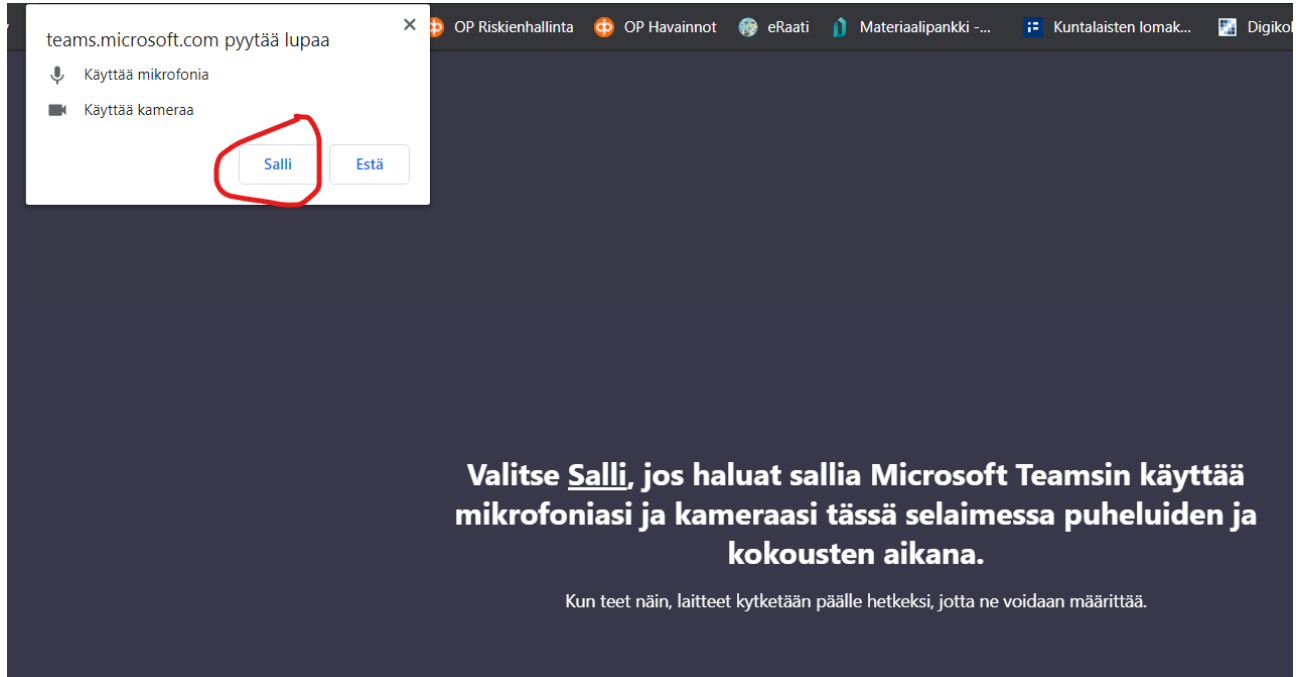 teams.microsoft.com pyytää lupaa
Käyttää mikrofonia
Käyttää kameraa
Salli
Estä
OP Riskienhallinta
OP Havainnot
eRaati
Materiaalipankki -...
Kuntalaisten lomak...
Valitse Salli, jos haluat sallia Microsoft Teamsin käyttää
mikrofoniasi ja kameraasi tässä selaimessa puheluiden ja
kokousten aikana.
Kun teet näin, laitteet kytketään päälle hetkeksi, jotta ne voidaan määrittää.